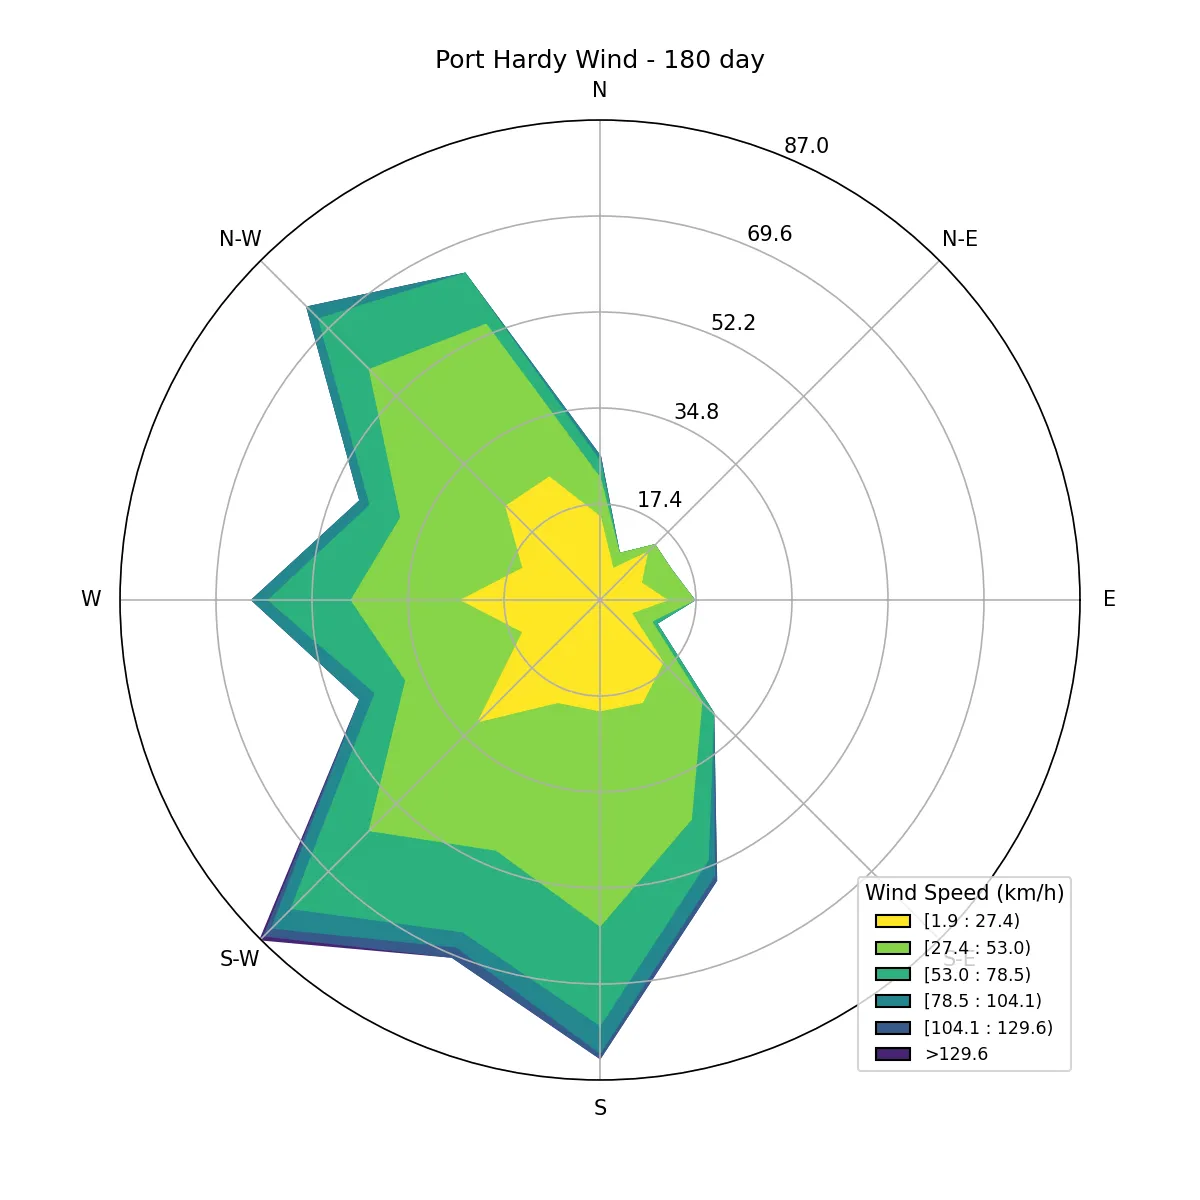 Port Hardy Wind - 180 day
N
87.0
N-W
69.6
N-E
52.2
34.8
17.4
W
E
Wind Speed (km/h)
[1.9 : 27.4)
[27.4 : 53.0)
S-W
S-E
[53.0 : 78.5)
[78.5 : 104.1)
[104.1 : 129.6)
>129.6
S